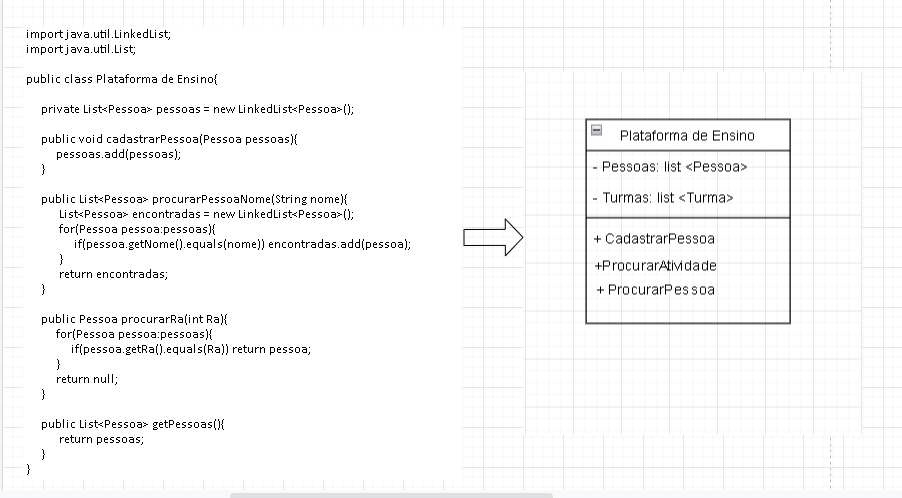 import java.util.LinkedList;
import java.util.List;
public class Plataforma de Ensino{
private List<Pessoa> pessoas = new LinkedList<Pessoa>();
public void cadastrarPessoa(Pessoa pessoas){
pessoas.add(pessoas);
}
public List<Pessoa> procurarPessoaNome(String nome){
List<Pessoa> encontradas = new LinkedList<Pessoa>();
for(Pessoa pessoa:pessoas){
if(pessoa.getNome().equals(nome)) encontradas.add(pessoa);
}
return encontradas;
}
public Pessoa procurarRa(int Ra){
for(Pessoa pessoa:pessoas){
if(pessoa.getRa().equals(Ra)) return pessoa;
}
return null;
}
public List<Pessoa> getPessoas(){
return pessoas;
}
}
Plataforma de Ensino
- Pessoas: list <Pessoa>
- Turmas: list <Turma>
+ CadastrarPessoa
+ProcurarAtividade
+ ProcurarPessoa